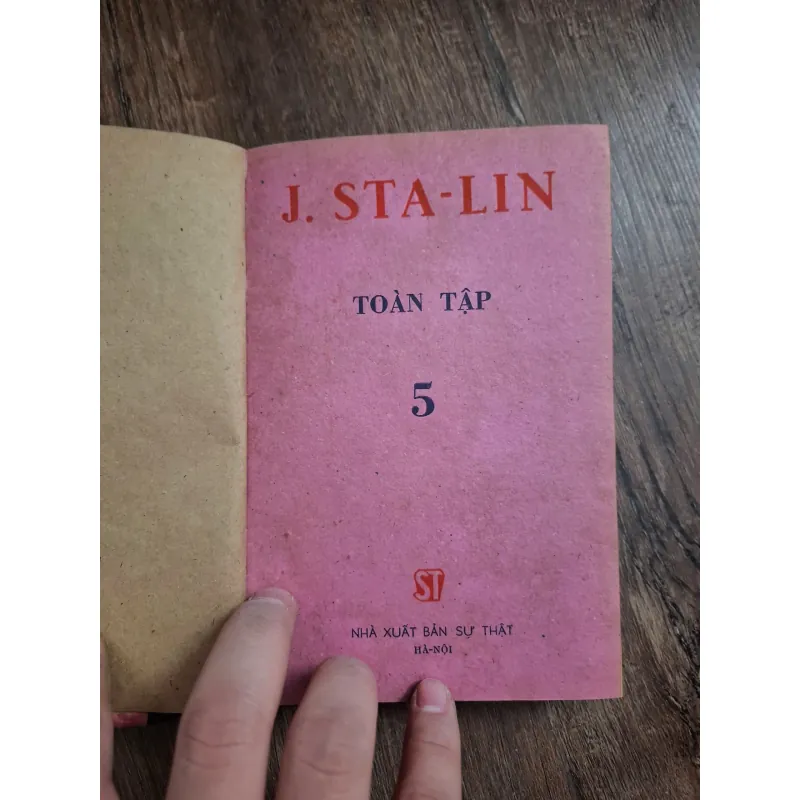 J. STA-LIN
TOÀN TẬP
5
ST
NHÀ XUẤT BẢN SỰ THẬT
HÀ-NỘI